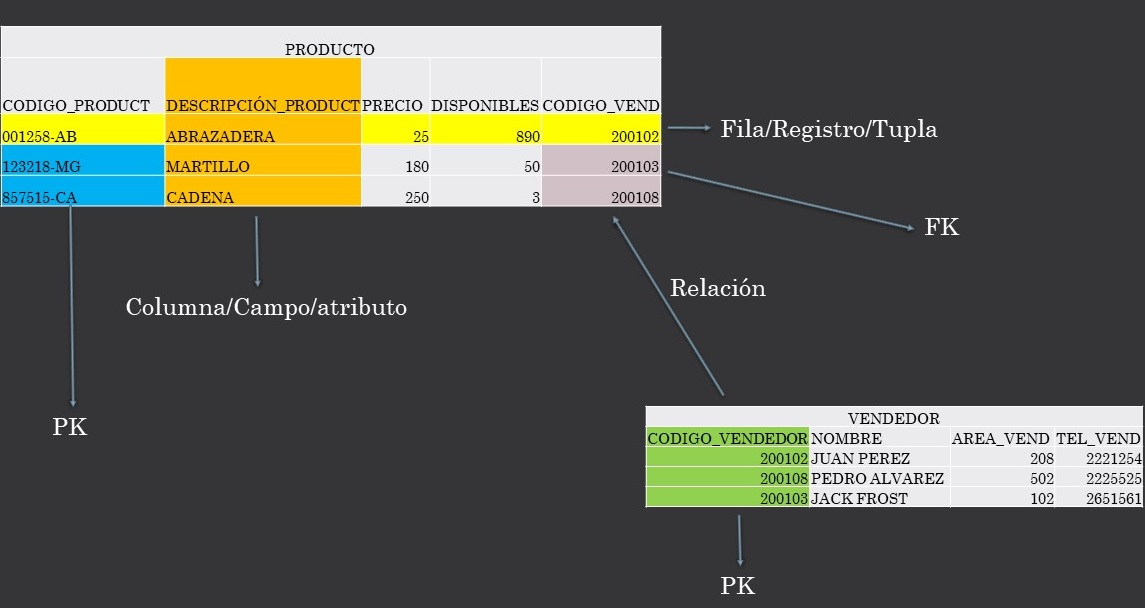 PRODUCTO
CODIGO_PRODUCT DESCRIPCIÓN_PRODUCT PRECIO DISPONIBLES CODIGO_VEND
001258-AB ABRAZADERA 25 890 200102
123218-MG MARTILLO 180 50 200103
857515-CA CADENA 250 3 200108
Fila/Registro/Tupla
FK
Relación
Columna/Campo/atributo
PK
VENDEDOR
CODIGO_VENDEDOR NOMBRE AREA_VEND TEL_VEND
200102 JUAN PEREZ 208 2221254
200108 PEDRO ALVAREZ 502 2225525
200103 JACK FROST 102 2651561
PK